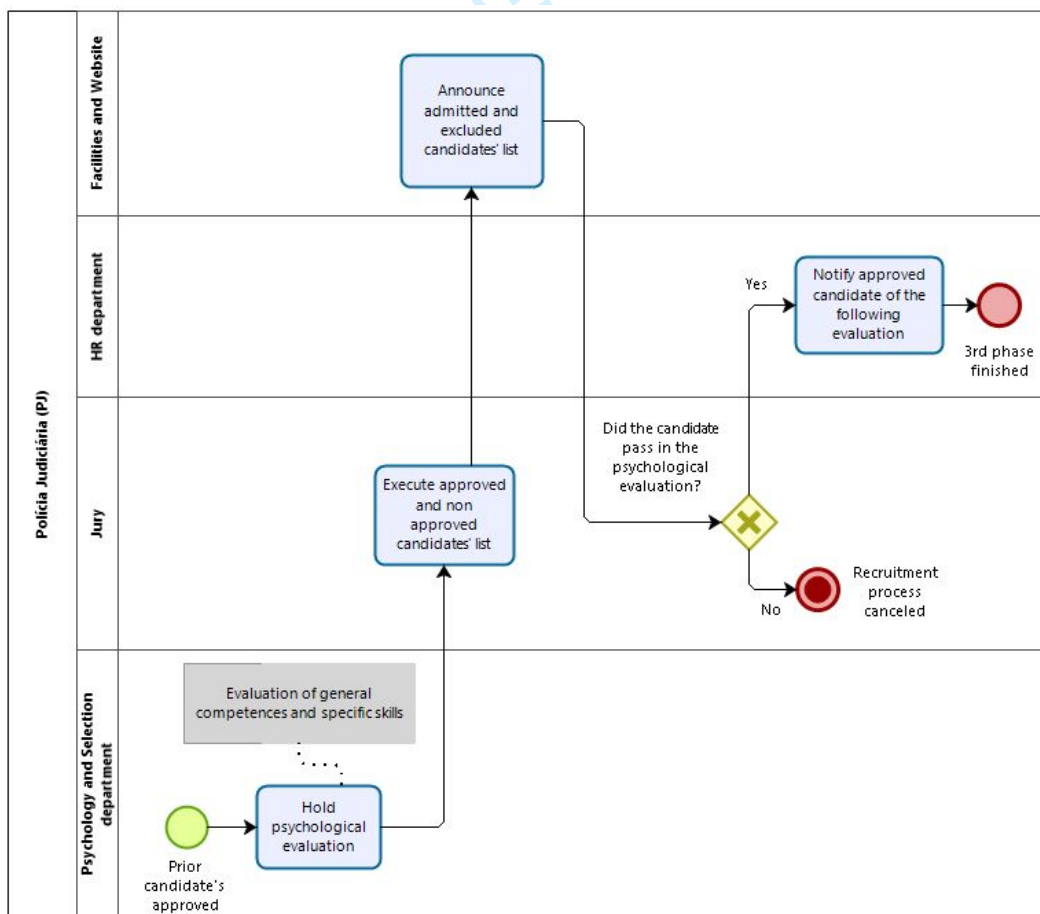 Polícia Judiciária (PJ)
Facilities and Website
Announce
admitted and
excluded
candidates' list
HR department
Yes
Notify approved
candidate of the
following
evaluation
3rd phase
finished
Jury
Did the candidate
pass in the
psychological
evaluation?
Execute approved
and non
approved
candidates' list
No
Recruitment
process
canceled
Psychology and Selection
department
Evaluation of general
competences and specific skills
Hold
psychological
evaluation
Prior
candidate's
approved